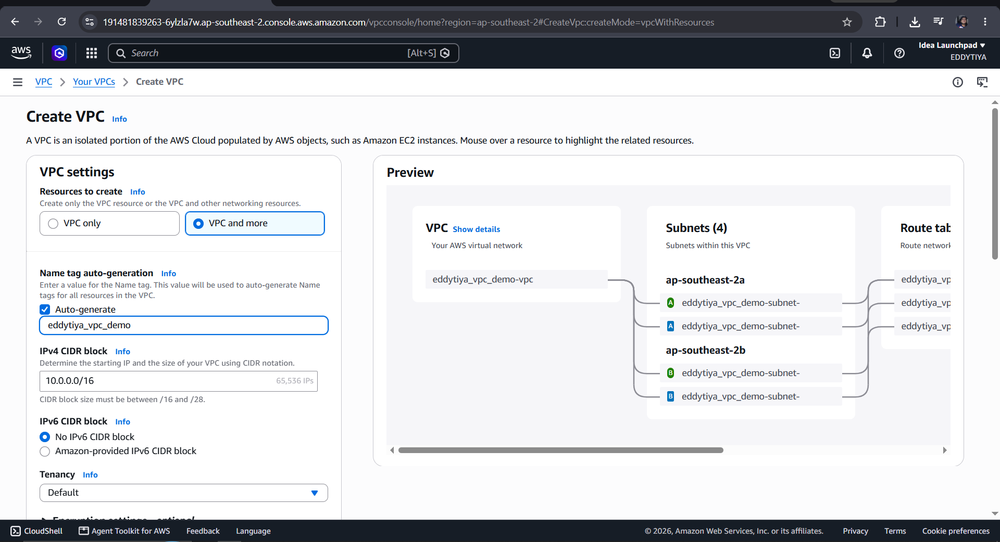 191481839263-6ylzla7w.ap-southeast-2.console.aws.amazon.com/vpcconsole/home?region=ap-southeast-2#CreateVpc:createMode=vpcWithResources
aws
Search
[Alt+S]
Idea Launchpad
EDDYTIYA
VPC
Your VPCs
Create VPC
Create VPC Info
A VPC is an isolated portion of the AWS Cloud populated by AWS objects, such as Amazon EC2 instances. Mouse over a resource to highlight the related resources.
VPC settings
Resources to create Info
Create only the VPC resource or the VPC and other networking resources.
VPC only
VPC and more
Name tag auto-generation Info
Enter a value for the Name tag. This value will be used to auto-generate Name
tags for all resources in the VPC.
Auto-generate
eddytiya_vpc_demo
IPv4 CIDR block Info
Determine the starting IP and the size of your VPC using CIDR notation.
10.0.0.0/16 65,536 IPs
CIDR block size must be between /16 and /28.
IPv6 CIDR block Info
No IPv6 CIDR block
Amazon-provided IPv6 CIDR block
Tenancy Info
Default
Encryption settings - optional
Preview
VPC Show details
Your AWS virtual network
eddytiya_vpc_demo-vpc
Subnets (4)
Subnets within this VPC
ap-southeast-2a
A eddytiya_vpc_demo-subnet-
A eddytiya_vpc_demo-subnet-
ap-southeast-2b
B eddytiya_vpc_demo-subnet-
B eddytiya_vpc_demo-subnet-
Route tab
Route network
eddytiya_vp
eddytiya_vp
eddytiya_vp
CloudShell
Agent Toolkit for AWS
Feedback
Language
© 2026, Amazon Web Services, Inc. or its affiliates.
Privacy
Terms
Cookie preferences